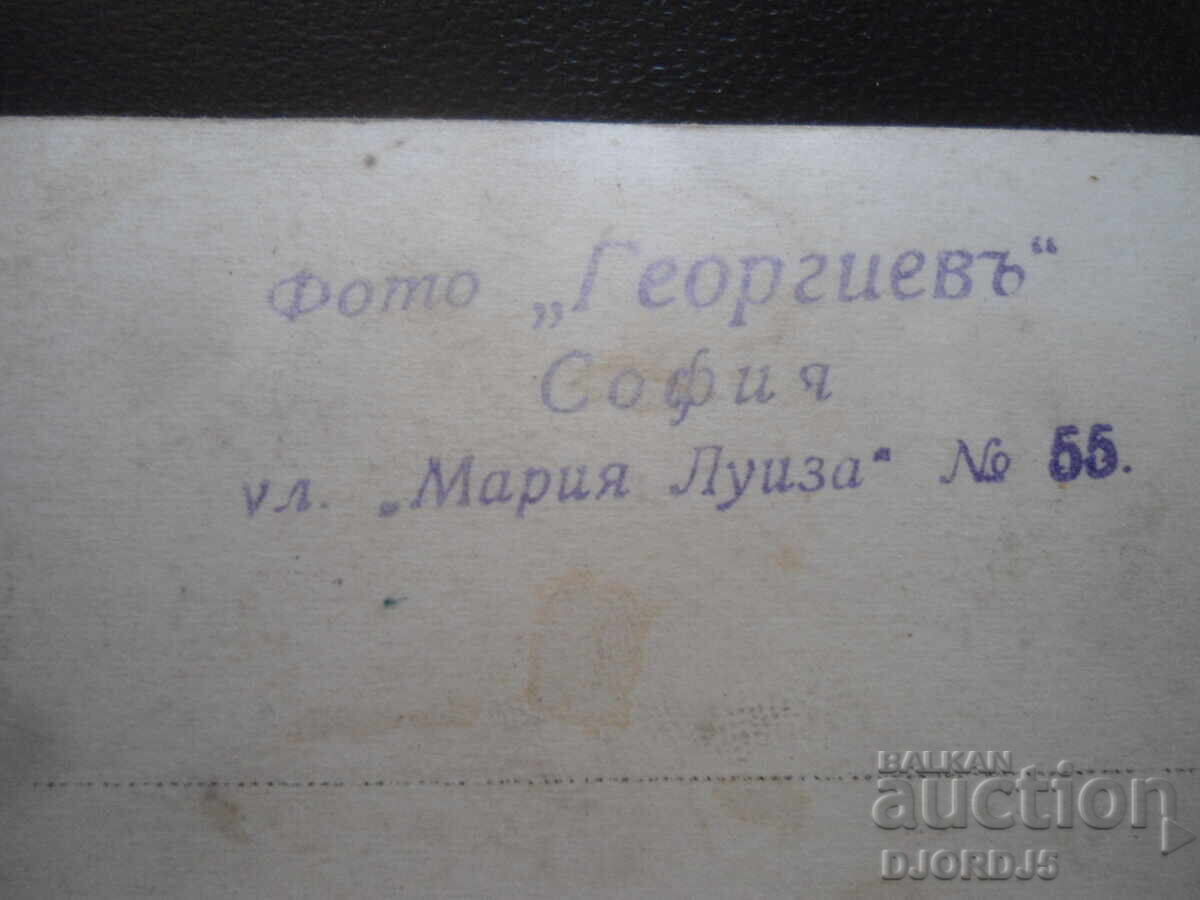 Фото „Георгиевъ“
София
ул. „Мария Луиза“ № 55.
BALKAN
auction
DJORDJ5